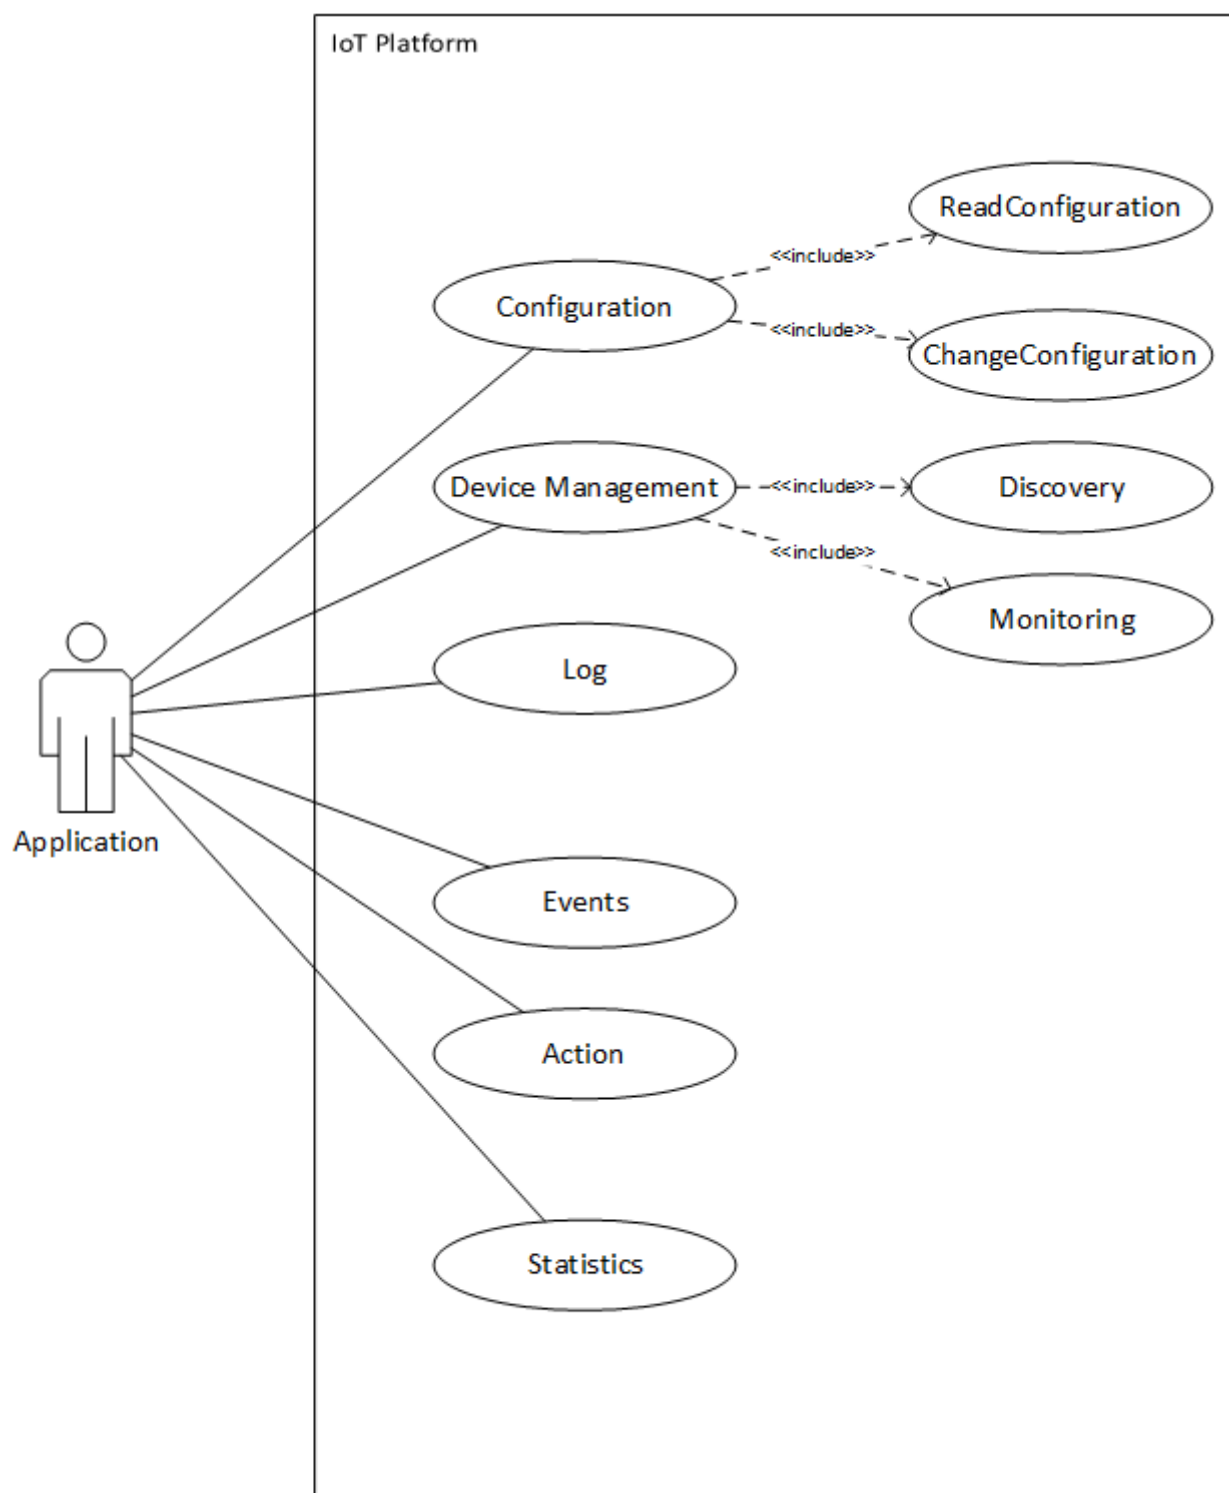 IoT Platform
ReadConfiguration
<<include>>
Configuration
<<include>>
ChangeConfiguration
Device Management
<<include>>
Discovery
<<include>>
Monitoring
Log
Application
Events
Action
Statistics